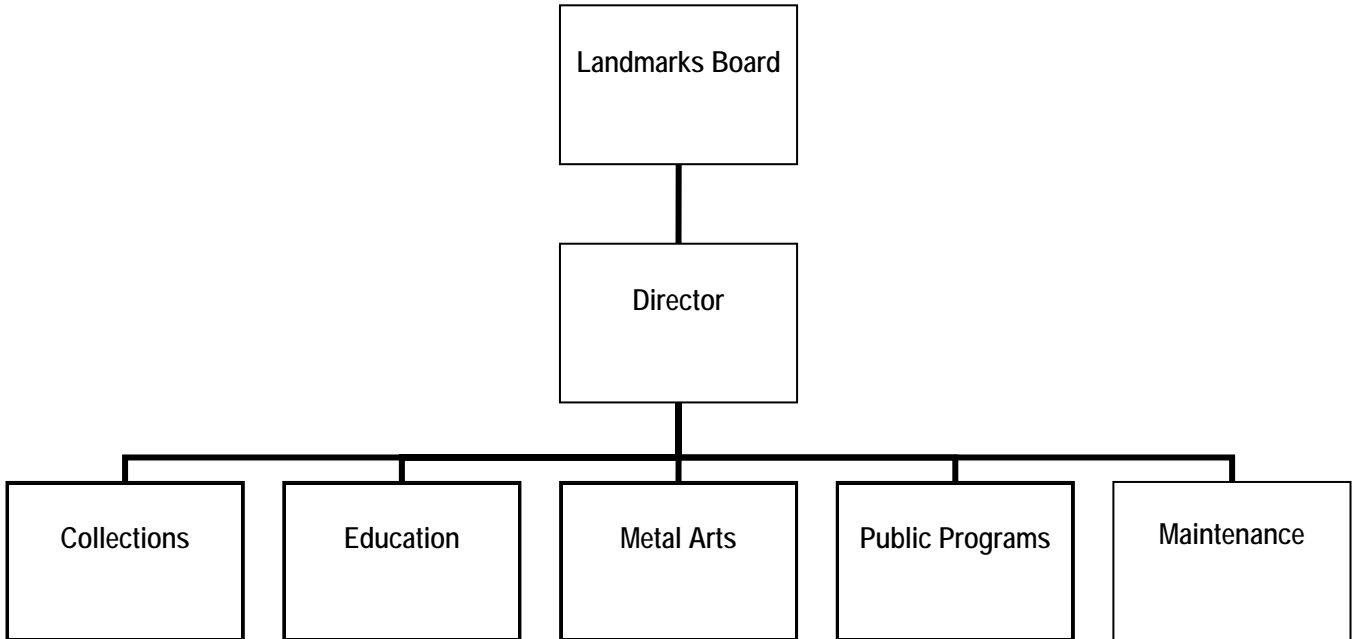 Landmarks Board
Director
Collections
Education
Metal Arts
Public Programs
Maintenance